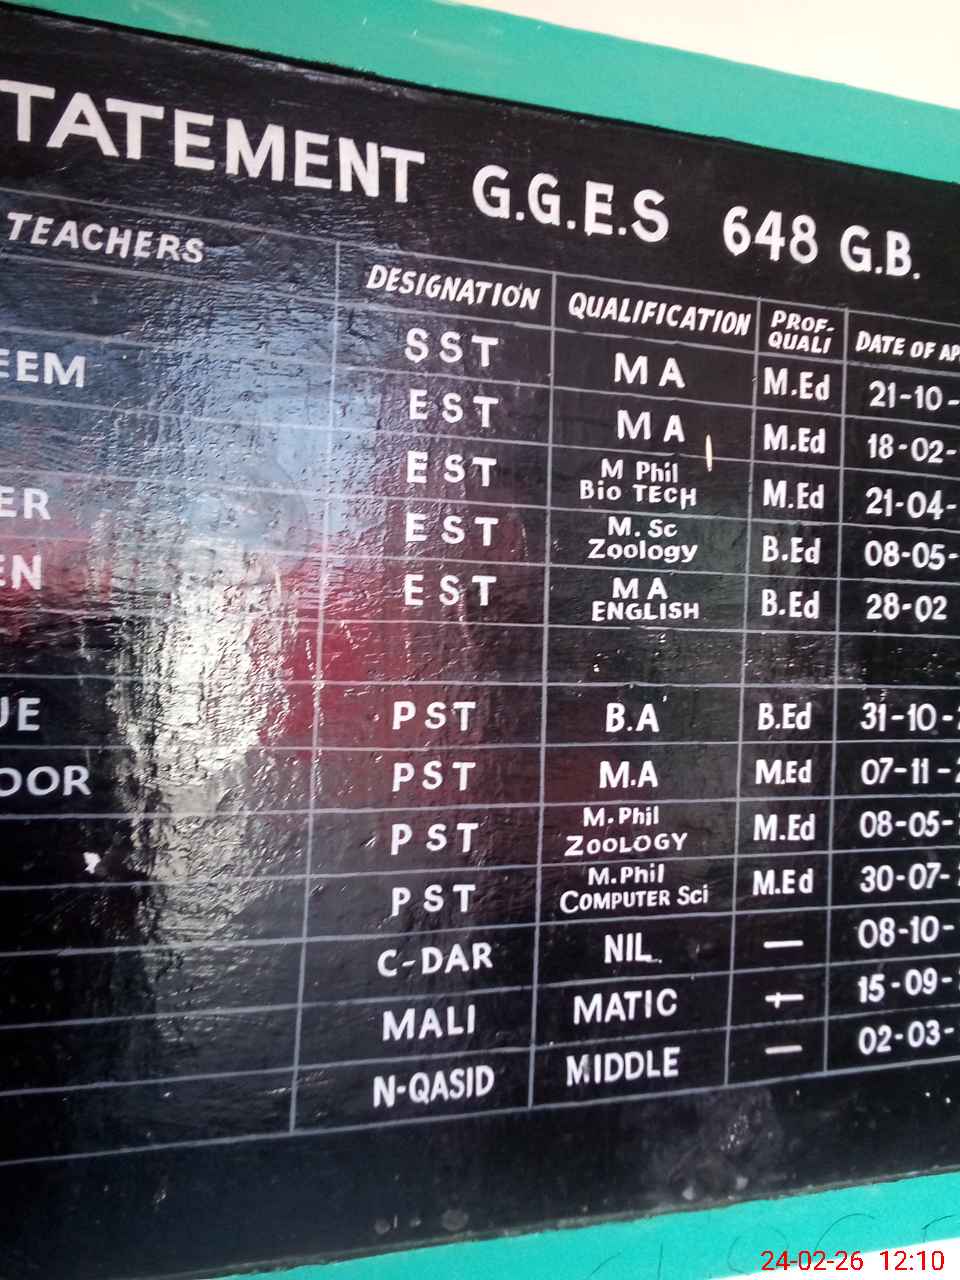 TATEMENT G.G.E.S 648 G.B.
TEACHERS DESIGNATION QUALIFICATION PROF-QUALI DATE OF AP
SST MA M.Ed 21-10-
EEM EST MA M.Ed 18-02-
EST M Phil Bio TECH M.Ed 21-04-
ER EST M.Sc Zoology B.Ed 08-05-
EN EST MA ENGLISH B.Ed 28-02
UE PST B.A B.Ed 31-10-
OOR PST M.A M.Ed 07-11-
PST M.Phil ZOOLOGY M.Ed 08-05-
PST M.Phil COMPUTER Sci M.Ed 30-07-
C-DAR NIL — 08-10-
MALI MATIC — 15-09-
N-QASID MIDDLE — 02-03-
24-02-26 12:10